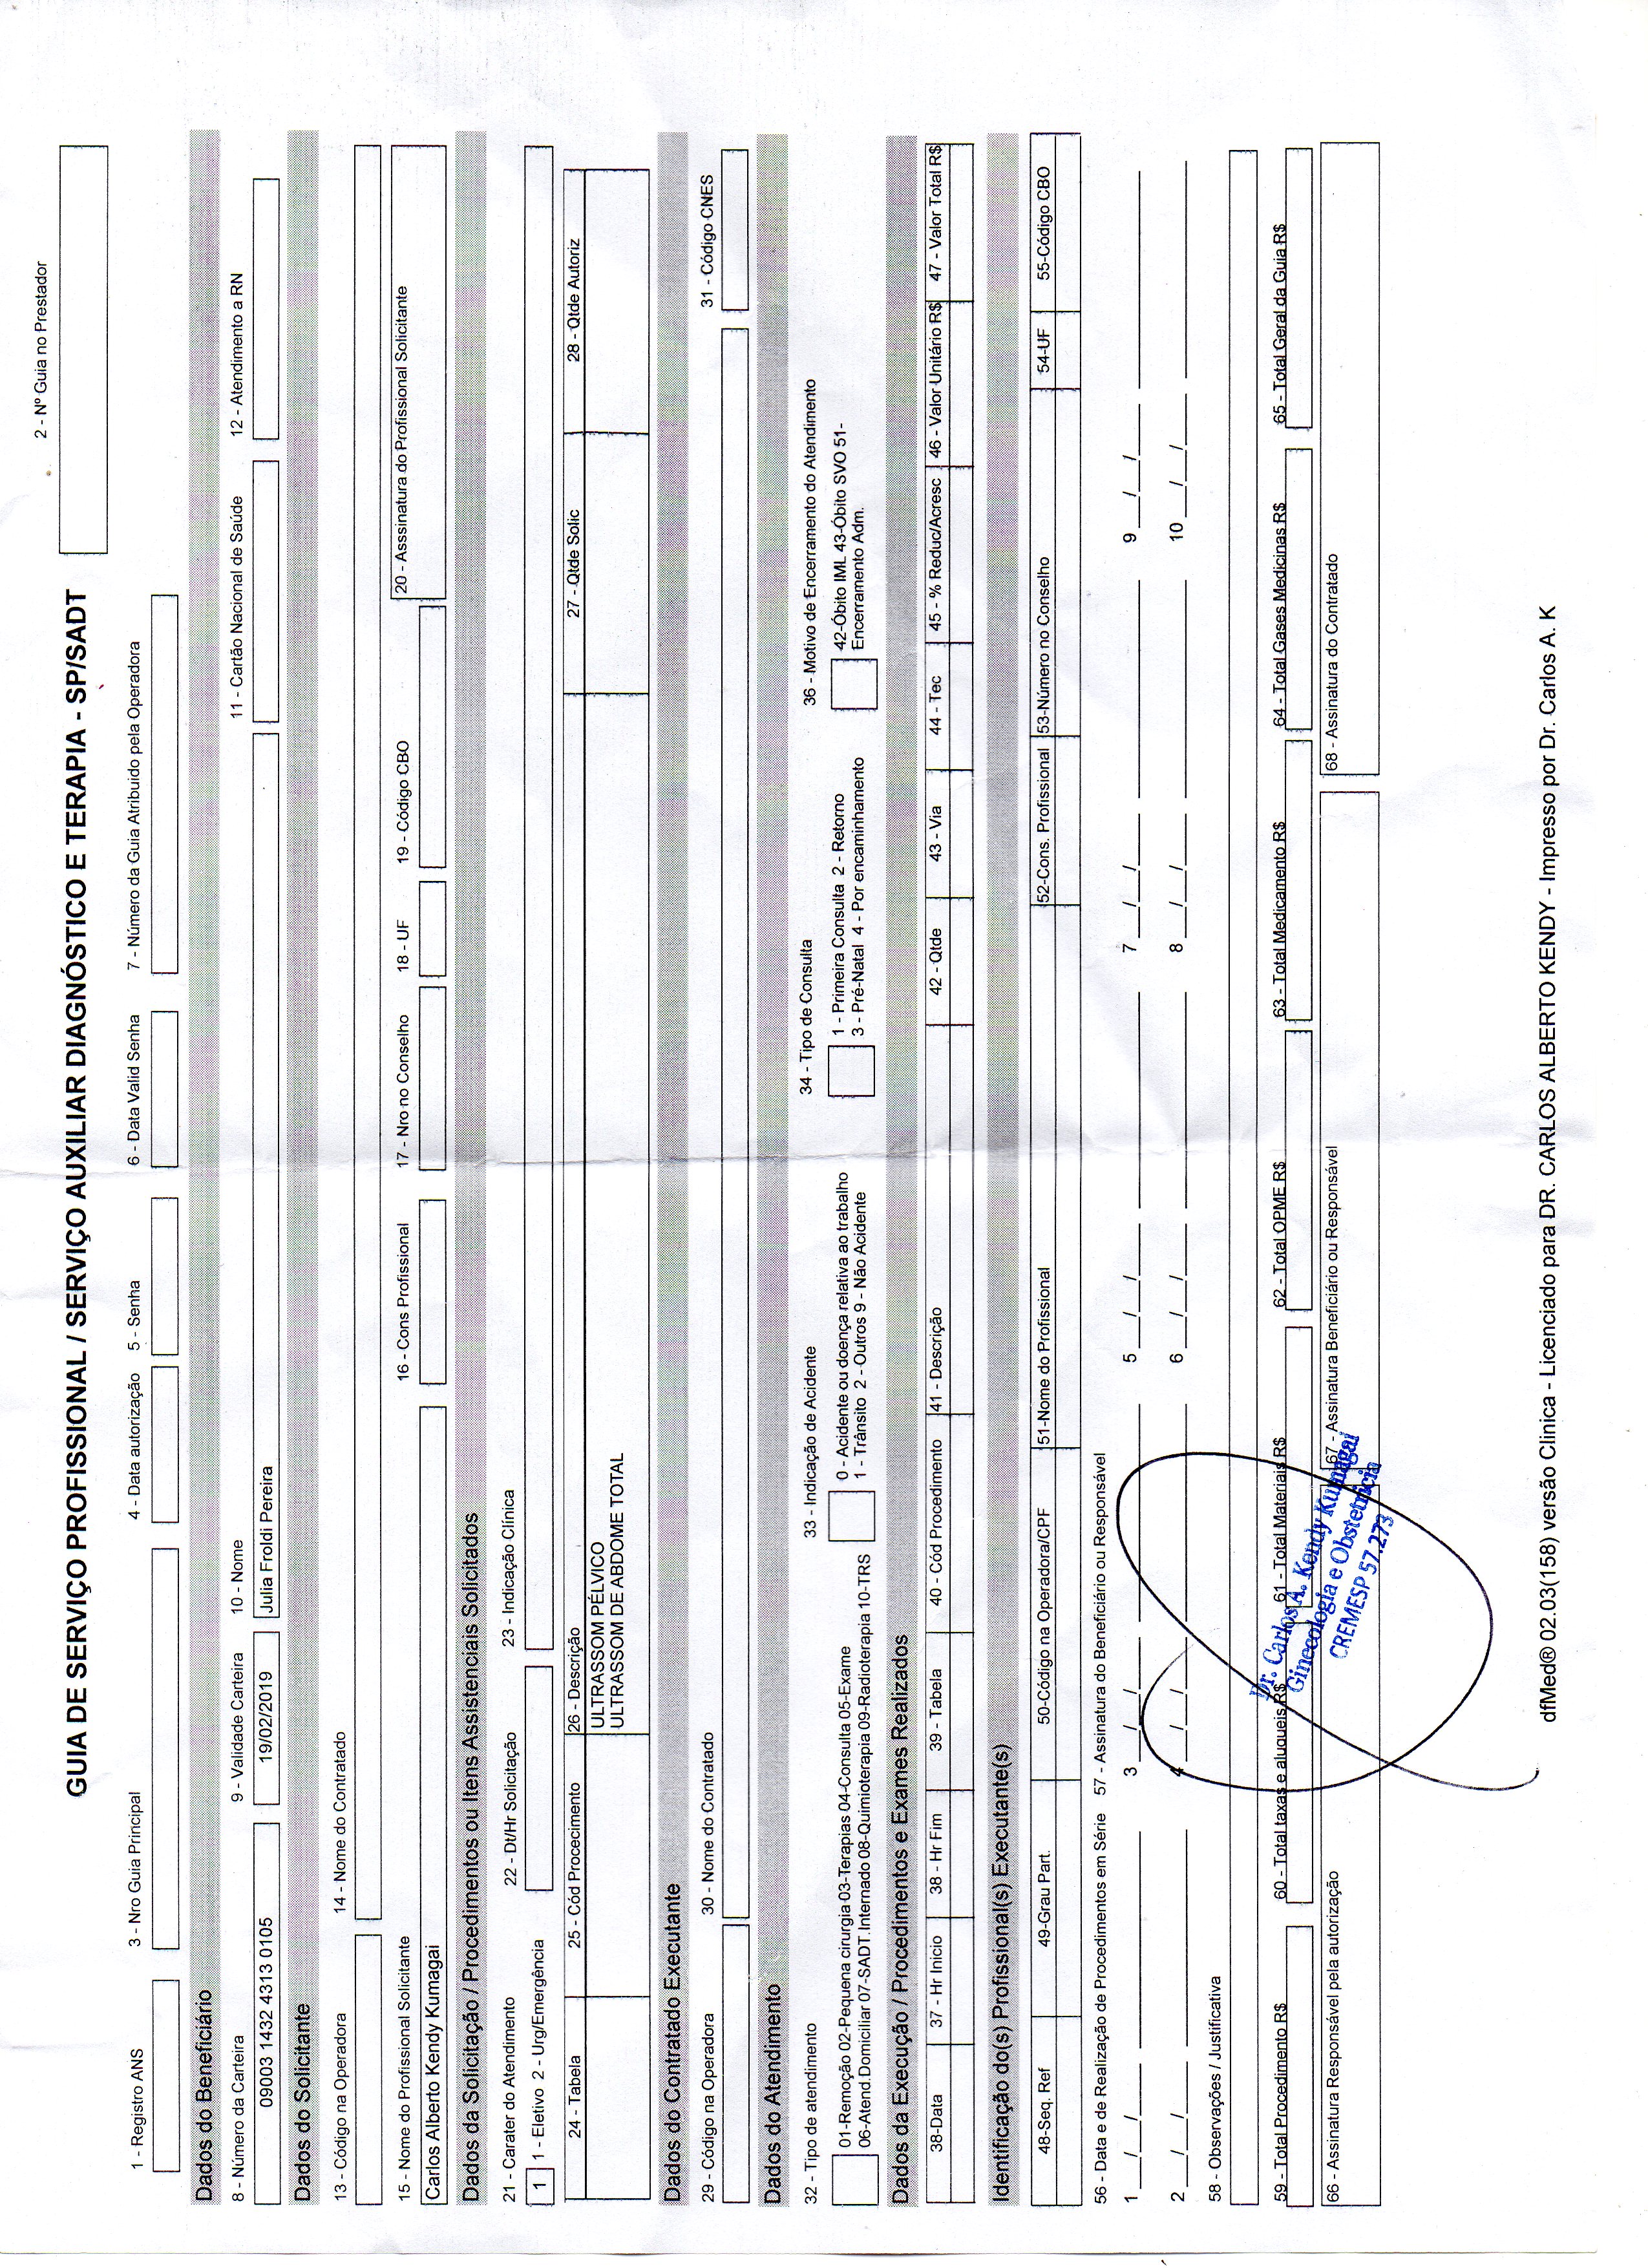 2 - Nº Guia no Prestador
GUIA DE SERVIÇO PROFISSIONAL / SERVIÇO AUXILIAR DIAGNÓSTICO E TERAPIA - SP/SADT
1 - Registro ANS 3 - Nro Guia Principal 4 - Data autorização 5 - Senha 6 - Data Valid Senha 7 - Número da Guia Atribuido pela Operadora
Dados do Beneficiário
8 - Número da Carteira 9 - Validade Carteira 10 - Nome 11 - Cartão Nacional de Saúde 12 - Atendimento a RN
09003 1432 4313 0105 19/02/2019 Julia Froldi Pereira
Dados do Solicitante
13 - Código na Operadora 14 - Nome do Contratado
15 - Nome do Profissional Solicitante 16 - Cons Profissional 17 - Nro no Conselho 18 - UF 19 - Código CBO 20 - Asssinatura do Profissional Solicitante
Carlos Alberto Kendy Kumagai
Dados da Solicitação / Procedimentos ou Itens Assistenciais Solicitados
21 - Carater do Atendimento 22 - Dt/Hr Solicitação 23 - Indicação Clínica
1 1 - Eletivo 2 - Urg/Emergência
24 - Tabela 25 - Cód Procecimento 26 - Descrição 27 - Qtde Solic 28 - Qtde Autoriz
ULTRASSOM PÉLVICO
ULTRASSOM DE ABDOME TOTAL
Dados do Contratado Executante
29 - Código na Operadora 30 - Nome do Contratado 31 - Código CNES
Dados do Atendimento
32 - Tipo de atendimento 33 - Indicação de Acidente 34 - Tipo de Consulta 36 - Motivo de Encerramento do Atendimento
01-Remoção 02-Pequena cirurgia 03-Terapias 04-Consulta 05-Exame 0 - Acidente ou doença relativa ao trabalho 1 - Primeira Consulta 2 - Retorno 42-Óbito IML 43-Óbito SVO 51-
06-Atend.Domiciliar 07-SADT.Internado 08-Quimioterapia 09-Radioterapia 10-TRS 1 - Trânsito 2 - Outros 9 - Não Acidente 3 - Pré-Natal 4 - Por encaminhamento Encerramento Adm.
Dados da Execução / Procedimentos e Exames Realizados
38-Data 37 - Hr Inicio 38 - Hr Fim 39 - Tabela 40 - Cód Procedimento 41 - Descrição 42 - Qtde 43 - Via 44 - Tec 45 - % Reduc/Acresc 46 - Valor Unitário R$ 47 - Valor Total R$
Identificação do(s) Profissional(s) Executante(s)
48-Seq. Ref 49-Grau Part. 50-Código na Operadora/CPF 51-Nome do Profissional 52-Cons. Profissional 53-Número no Conselho 54-UF 55-Código CBO
56 - Data e de Realização de Procedimentos em Série 57 - Assinatura do Beneficiário ou Responsável
1 __/__/__ 3 __/__/__ 5 __/__/__ 7 __/__/__ 9 __/__/__
2 __/__/__ 4 __/__/__ 6 __/__/__ 8 __/__/__ 10 __/__/__
58 - Observações / Justificativa
59 - Total Procedimento R$ 60 - Total taxas e alugueis R$ 61 - Total Materiais R$ 62 - Total OPME R$ 63 - Total Medicamento R$ 64 - Total Gases Medicinas R$ 65 - Total Geral da Guia R$
66 - Assinatura Responsável pela autorização 67 - Assinatura Beneficiário ou Responsável 68 - Assinatura do Contratado
Dr. Carlos A. Kendy Kumagai
Ginecologia e Obstetrícia
CREMESP 57.273
dfMed® 02.03(158) versão Clinica - Licenciado para DR. CARLOS ALBERTO KENDY - Impresso por Dr. Carlos A. K